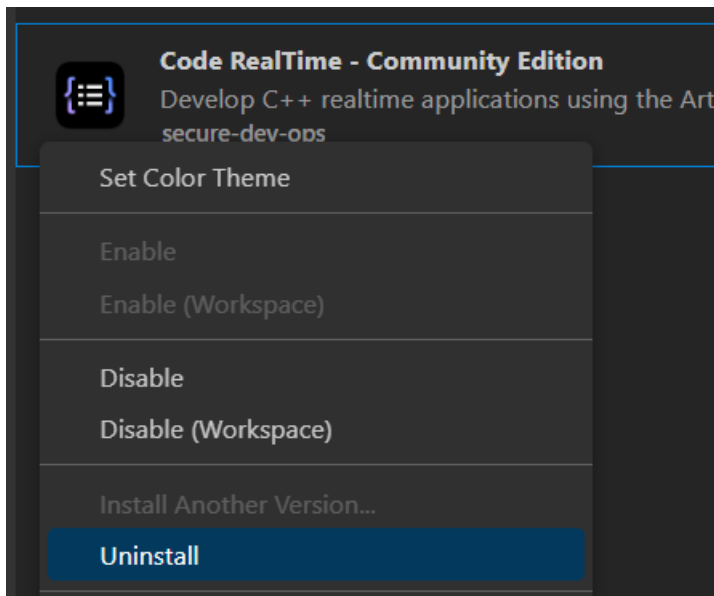 Code RealTime - Community Edition
Develop C++ realtime applications using the Art
secure-dev-ops
Set Color Theme
Enable
Enable (Workspace)
Disable
Disable (Workspace)
Install Another Version...
Uninstall